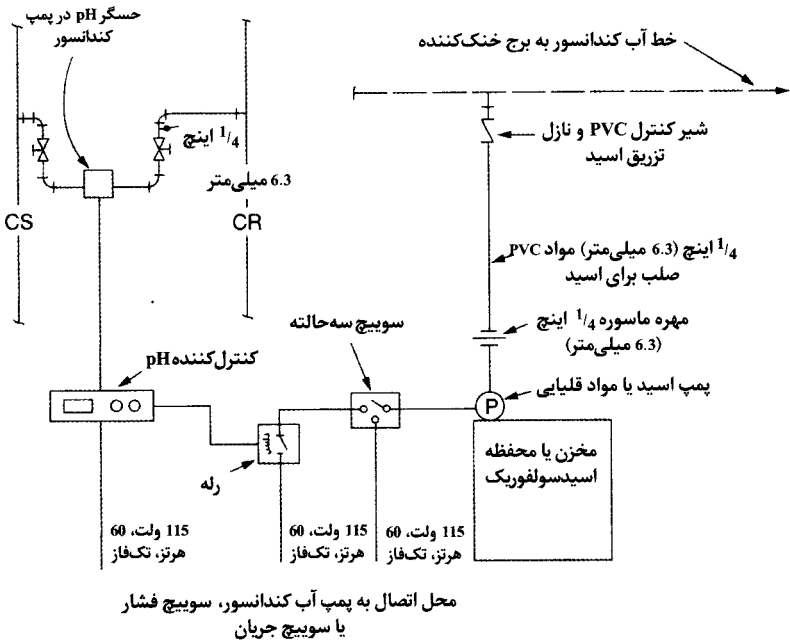 حسگر pH در پمپ
کندانسور
خط آب کندانسور به برج خنک‌کننده
1/4 اینچ
6.3 میلی‌متر
شیر کنترل PVC و نازل
تزریق اسید
CS
CR
1/4 اینچ (6.3 میلی‌متر) مواد PVC
صلب برای اسید
سوییچ سه‌حالته
مهره ماسوره 1/4 اینچ
(6.3 میلی‌متر)
کنترل‌کننده pH
پمپ اسید یا مواد قلیایی
P
رله
مخزن یا محفظه
اسیدسولفوریک
115 ولت، 60
هرتز، تک‌فاز
115 ولت، 60
هرتز، تک‌فاز
115 ولت، 60
هرتز، تک‌فاز
محل اتصال به پمپ آب کندانسور، سوییچ فشار
یا سوییچ جریان